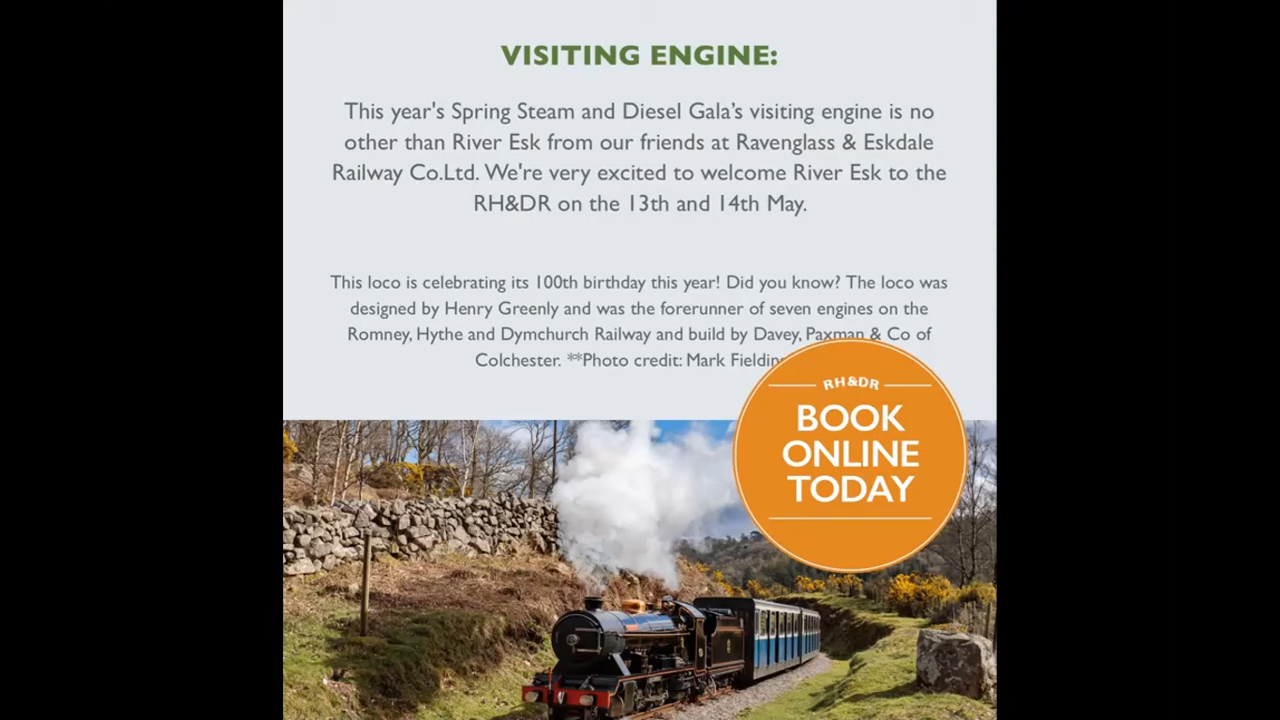 VISITING ENGINE:
This year's Spring Steam and Diesel Gala’s visiting engine is no
other than River Esk from our friends at Ravenglass & Eskdale
Railway Co.Ltd. We're very excited to welcome River Esk to the
RH&DR on the 13th and 14th May.
This loco is celebrating its 100th birthday this year! Did you know? The loco was
designed by Henry Greenly and was the forerunner of seven engines on the
Romney, Hythe and Dymchurch Railway and build by Davey, Paxman & Co of
Colchester. **Photo credit: Mark
RH&DR
BOOK
ONLINE
TODAY